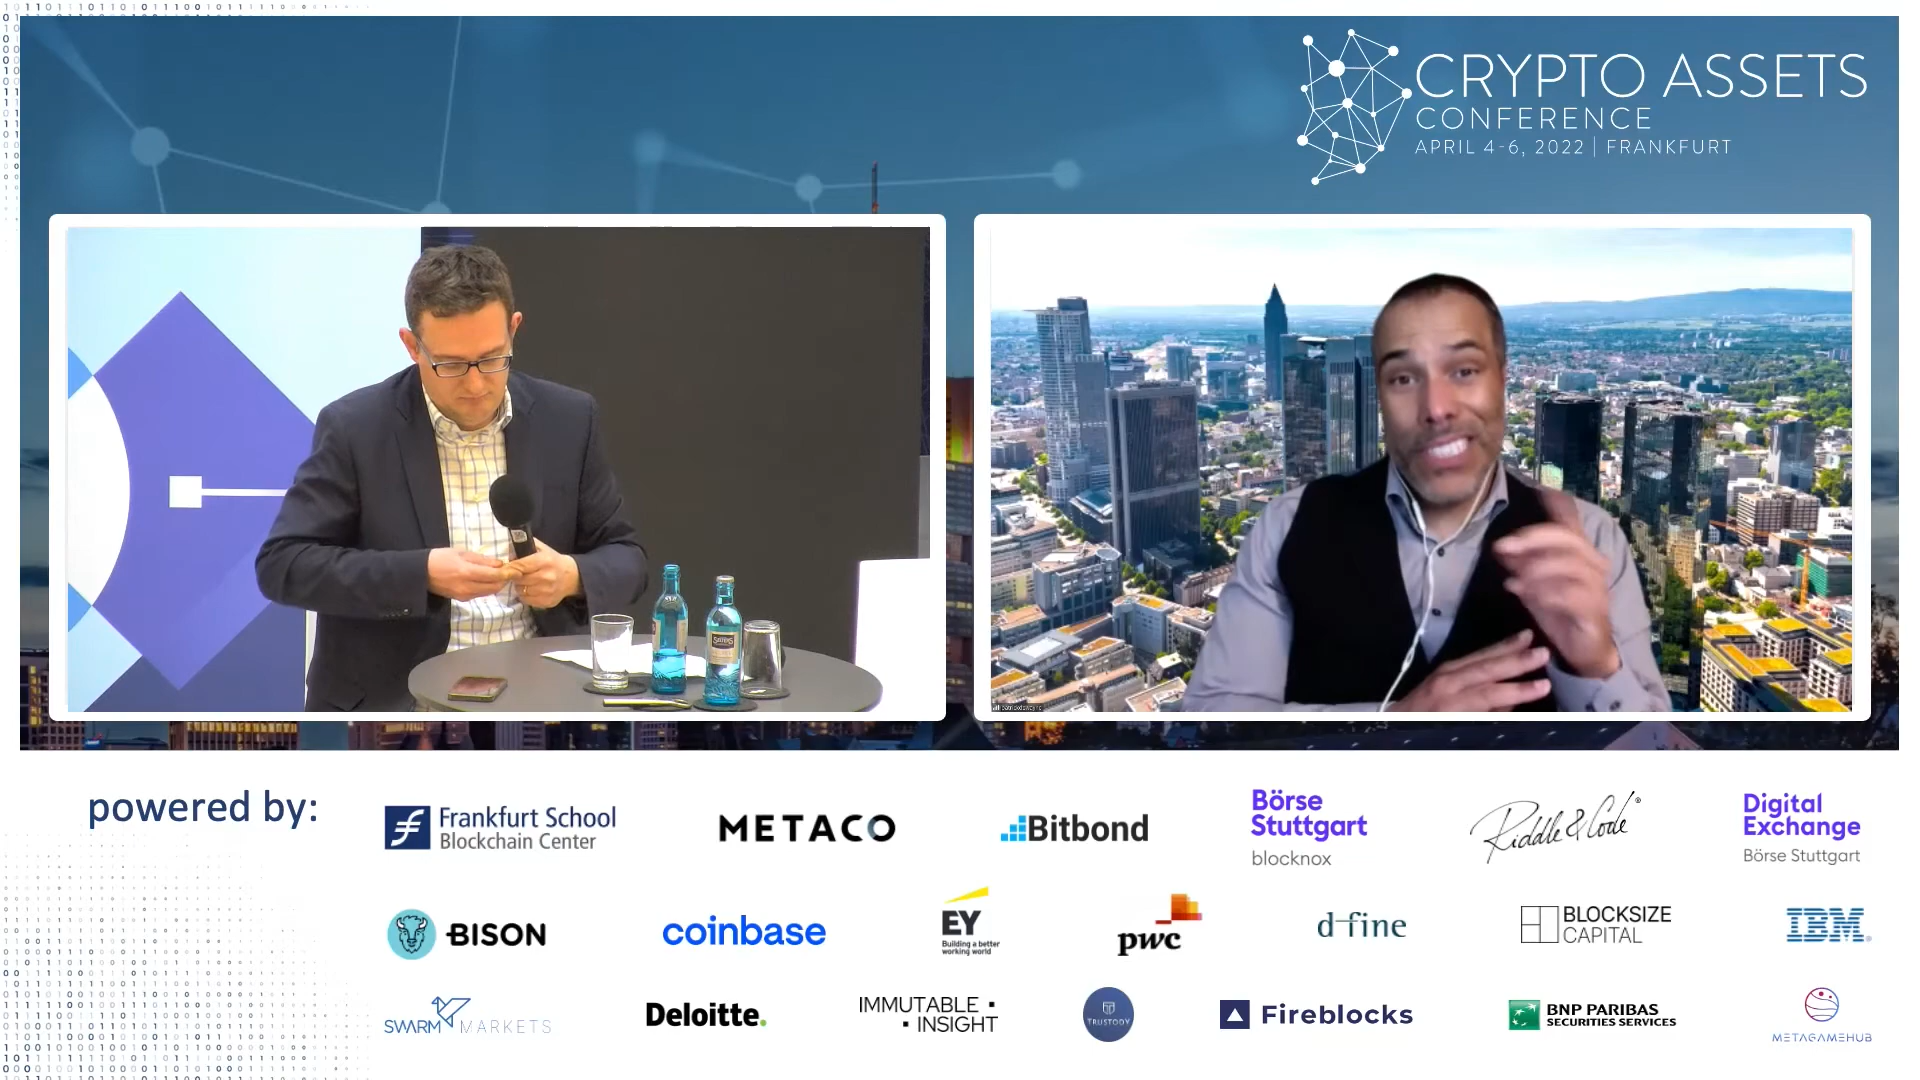 CRYPTO ASSETS
CONFERENCE
APRIL 4-6, 2022 | FRANKFURT
powered by:
Frankfurt School
Blockchain Center
METACO
Bitbond
Börse
Stuttgart
blocknox
Riddle & Code ®
Digital
Exchange
Börse Stuttgart
BISON
coinbase
EY
Building a better
working world
pwc
d-fine
BLOCKSIZE
CAPITAL
IBM®
SWARM MARKETS
Deloitte.
IMMUTABLE
INSIGHT
TRUSTODY
Fireblocks
BNP PARIBAS
SECURITIES SERVICES
METAGAMEHUB